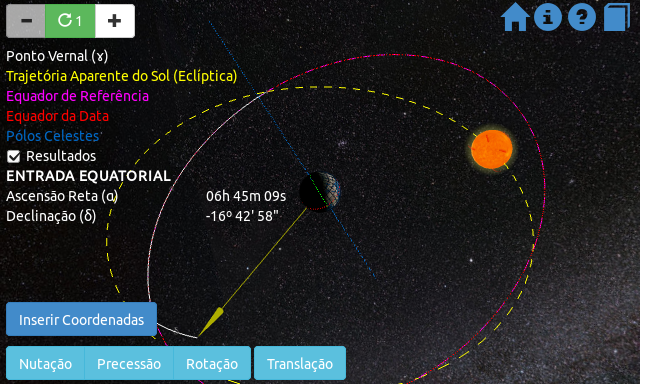 1
Ponto Vernal (ɤ)
Trajetória Aparente do Sol (Eclíptica)
Equador de Referência
Equador da Data
Pólos Celestes
Resultados
ENTRADA EQUATORIAL
Ascensão Reta (α) 06h 45m 09s
Declinação (δ) -16º 42' 58"
Inserir Coordenadas
Nutação Precessão Rotação Translação